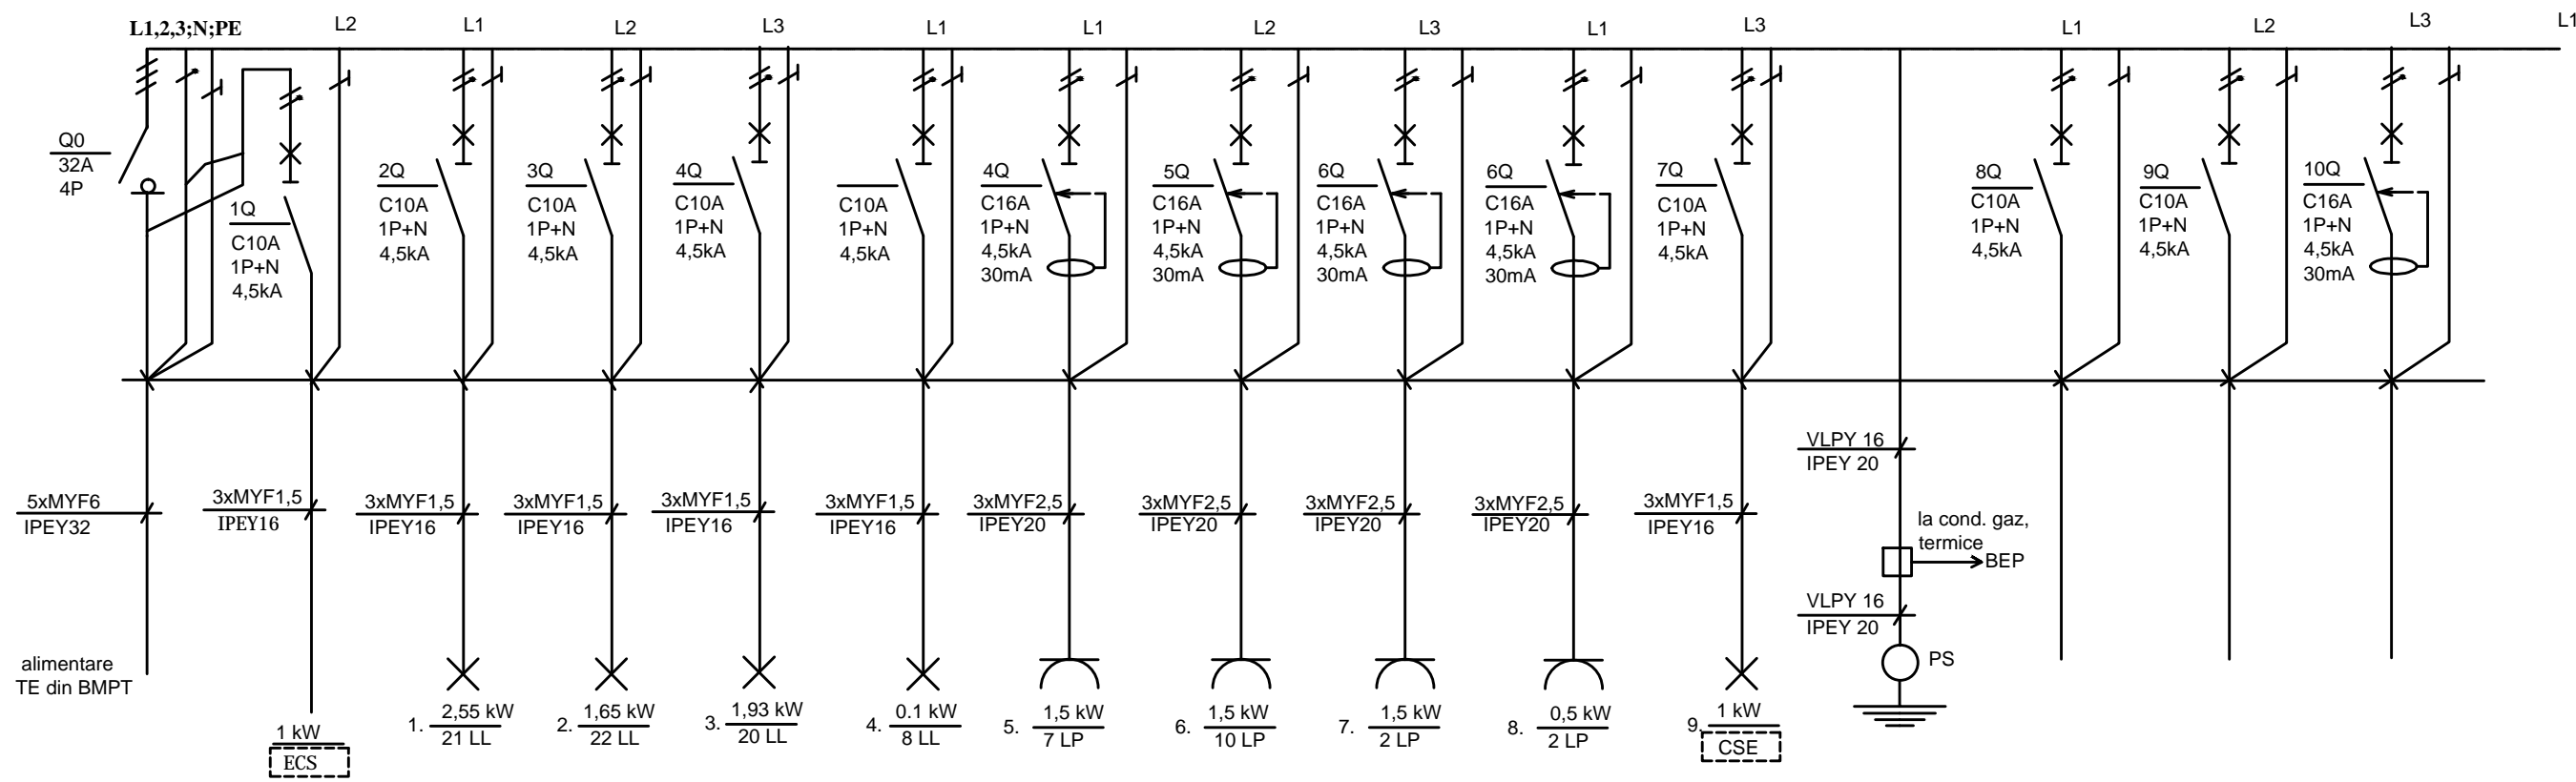 L1,2,3;N;PE
L2
L1
L2
L3
L1
L1
L2
L3
L1
L3
L1
L2
L3
L1
Q0
32A
4P
1Q
C10A
1P+N
4,5kA
2Q
C10A
1P+N
4,5kA
3Q
C10A
1P+N
4,5kA
4Q
C10A
1P+N
4,5kA
C10A
1P+N
4,5kA
4Q
C16A
1P+N
4,5kA
30mA
5Q
C16A
1P+N
4,5kA
30mA
6Q
C16A
1P+N
4,5kA
30mA
6Q
C16A
1P+N
4,5kA
30mA
7Q
C10A
1P+N
4,5kA
8Q
C10A
1P+N
4,5kA
9Q
C10A
1P+N
4,5kA
10Q
C16A
1P+N
4,5kA
30mA
5xMYF6
IPEY32
3xMYF1,5
IPEY16
3xMYF1,5
IPEY16
3xMYF1,5
IPEY16
3xMYF1,5
IPEY16
3xMYF1,5
IPEY16
3xMYF2,5
IPEY20
3xMYF2,5
IPEY20
3xMYF2,5
IPEY20
3xMYF2,5
IPEY20
3xMYF1,5
IPEY16
VLPY 16
IPEY 20
la cond. gaz,
termice
BEP
VLPY 16
IPEY 20
PS
alimentare
TE din BMPT
1 kW
ECS
1. 2,55 kW
21 LL
2. 1,65 kW
22 LL
3. 1,93 kW
20 LL
4. 0.1 kW
8 LL
5. 1,5 kW
7 LP
6. 1,5 kW
10 LP
7. 1,5 kW
2 LP
8. 0,5 kW
2 LP
9. 1 kW
CSE